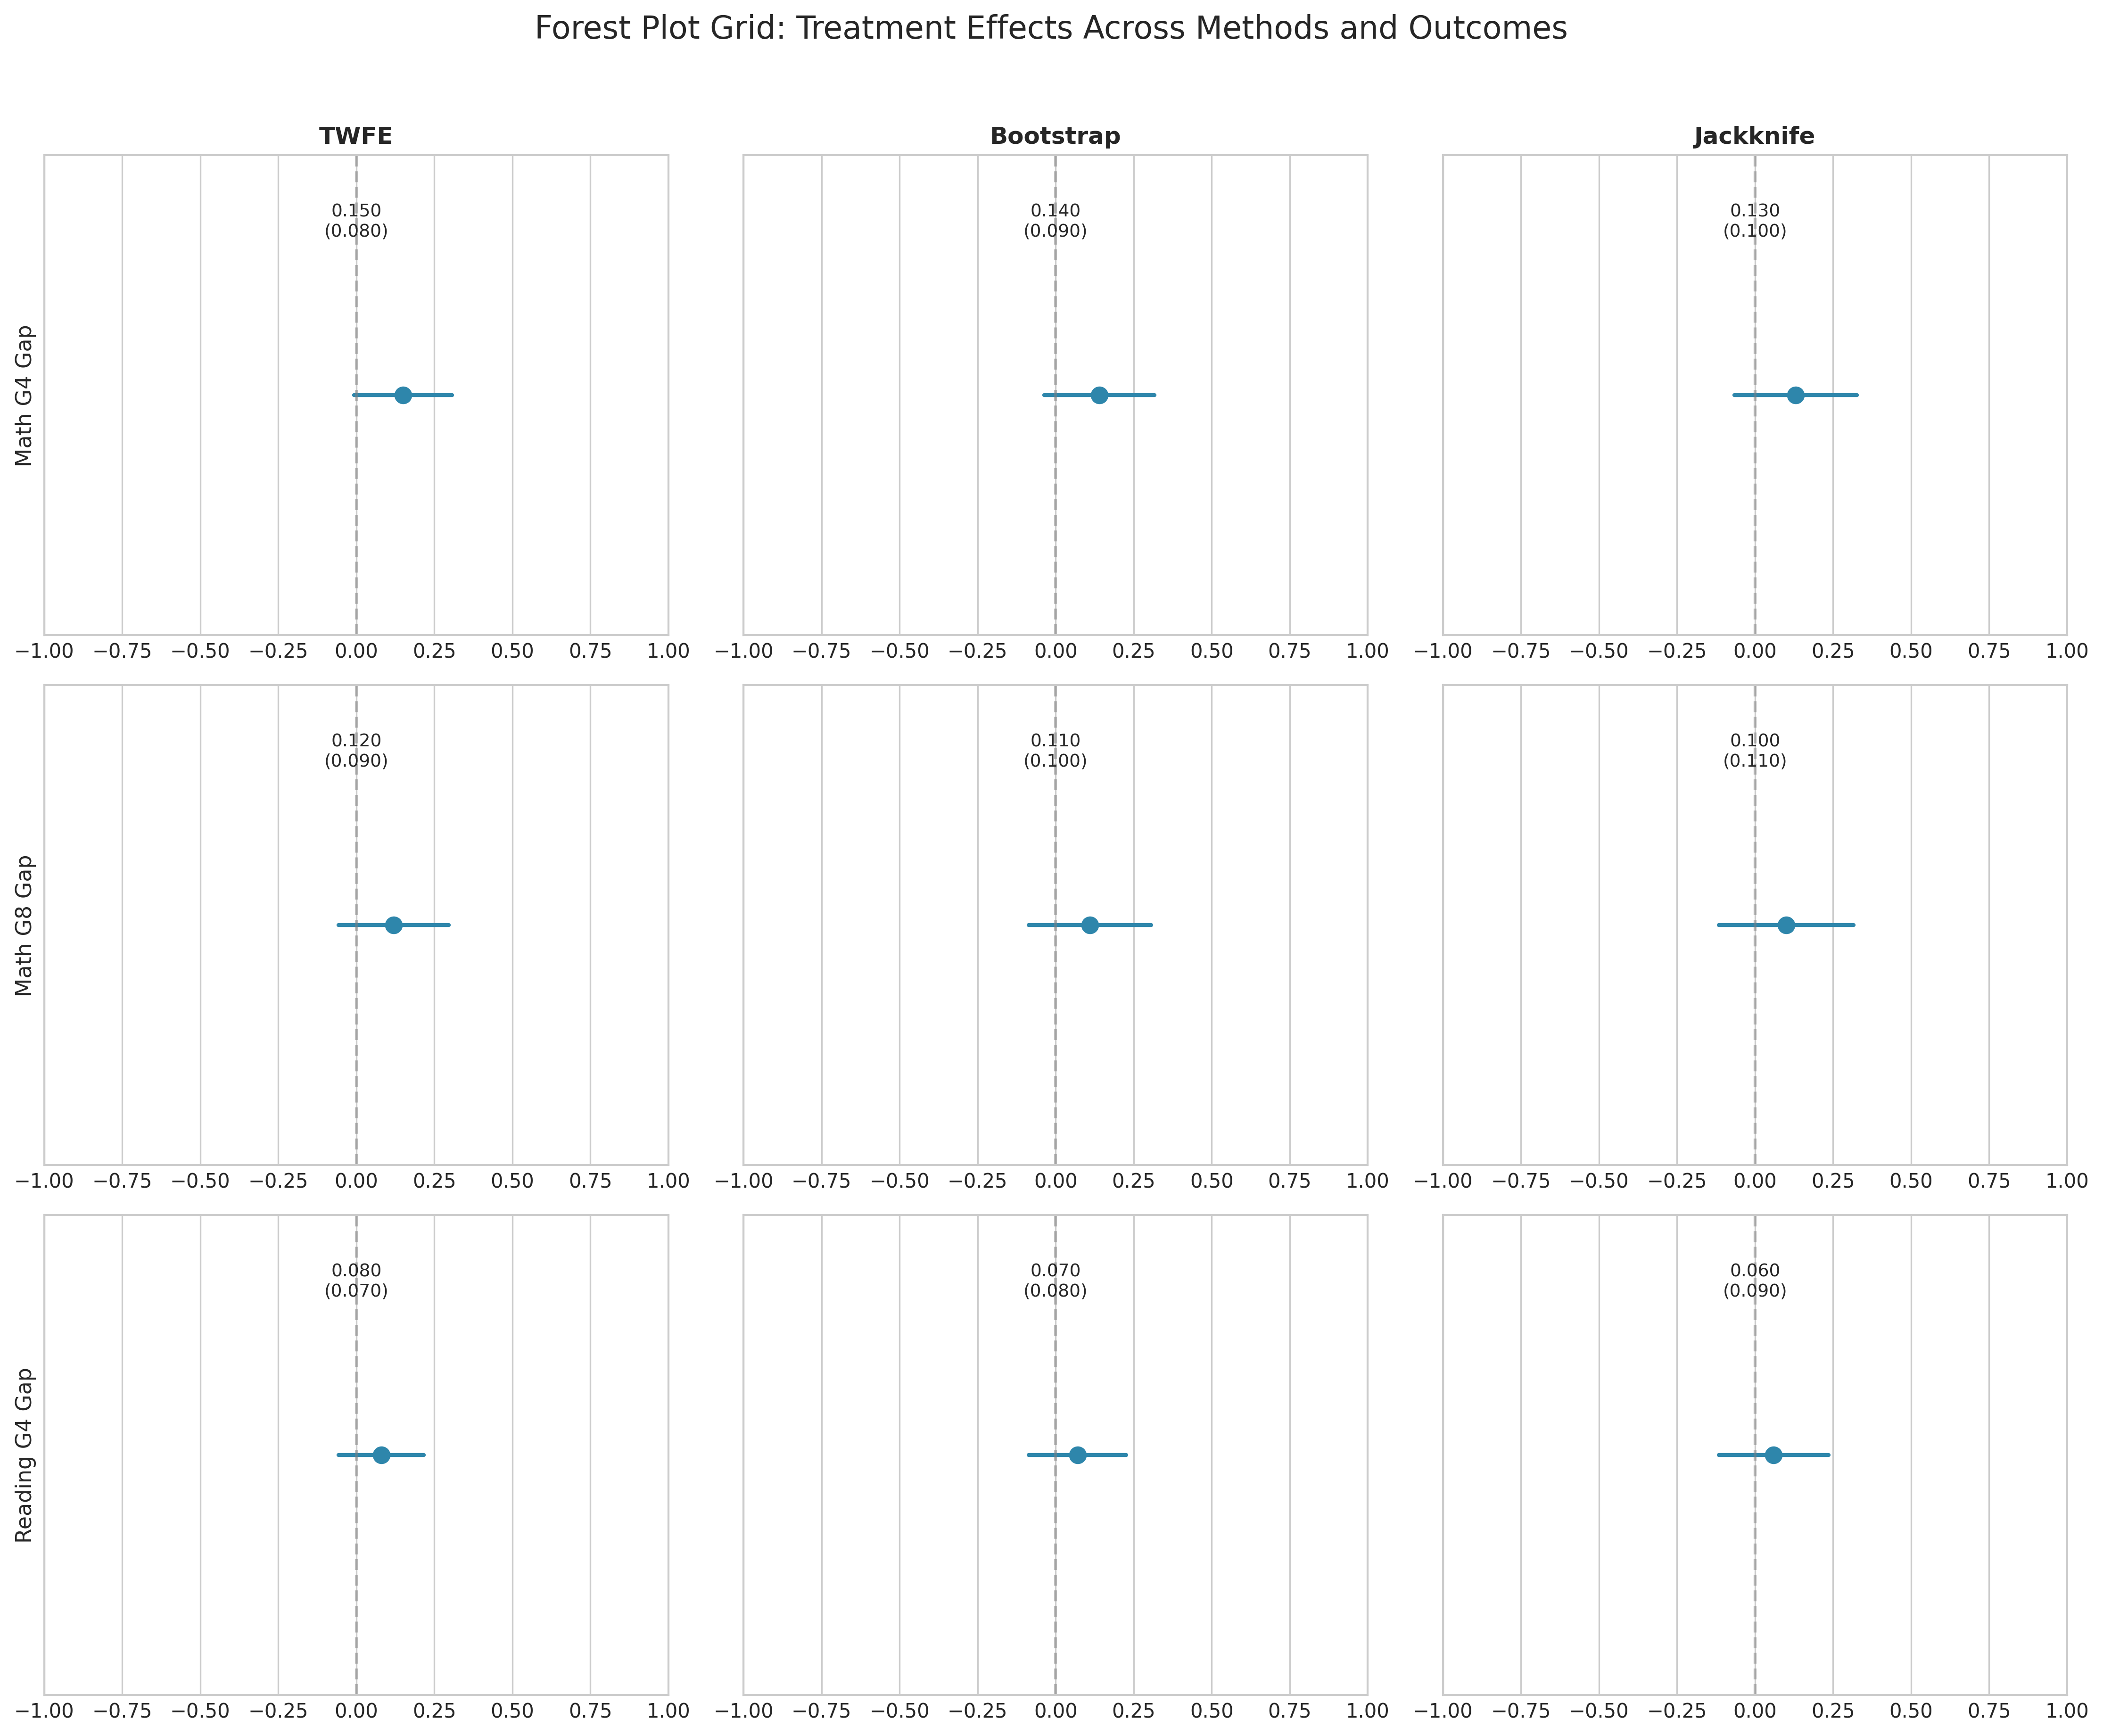 Forest Plot Grid: Treatment Effects Across Methods and Outcomes
TWFE
Bootstrap
Jackknife
Math G4 Gap
0.150
(0.080)
0.140
(0.090)
0.130
(0.100)
−1.00 −0.75 −0.50 −0.25 0.00 0.25 0.50 0.75 1.00
−1.00 −0.75 −0.50 −0.25 0.00 0.25 0.50 0.75 1.00
−1.00 −0.75 −0.50 −0.25 0.00 0.25 0.50 0.75 1.00
Math G8 Gap
0.120
(0.090)
0.110
(0.100)
0.100
(0.110)
−1.00 −0.75 −0.50 −0.25 0.00 0.25 0.50 0.75 1.00
−1.00 −0.75 −0.50 −0.25 0.00 0.25 0.50 0.75 1.00
−1.00 −0.75 −0.50 −0.25 0.00 0.25 0.50 0.75 1.00
Reading G4 Gap
0.080
(0.070)
0.070
(0.080)
0.060
(0.090)
−1.00 −0.75 −0.50 −0.25 0.00 0.25 0.50 0.75 1.00
−1.00 −0.75 −0.50 −0.25 0.00 0.25 0.50 0.75 1.00
−1.00 −0.75 −0.50 −0.25 0.00 0.25 0.50 0.75 1.00